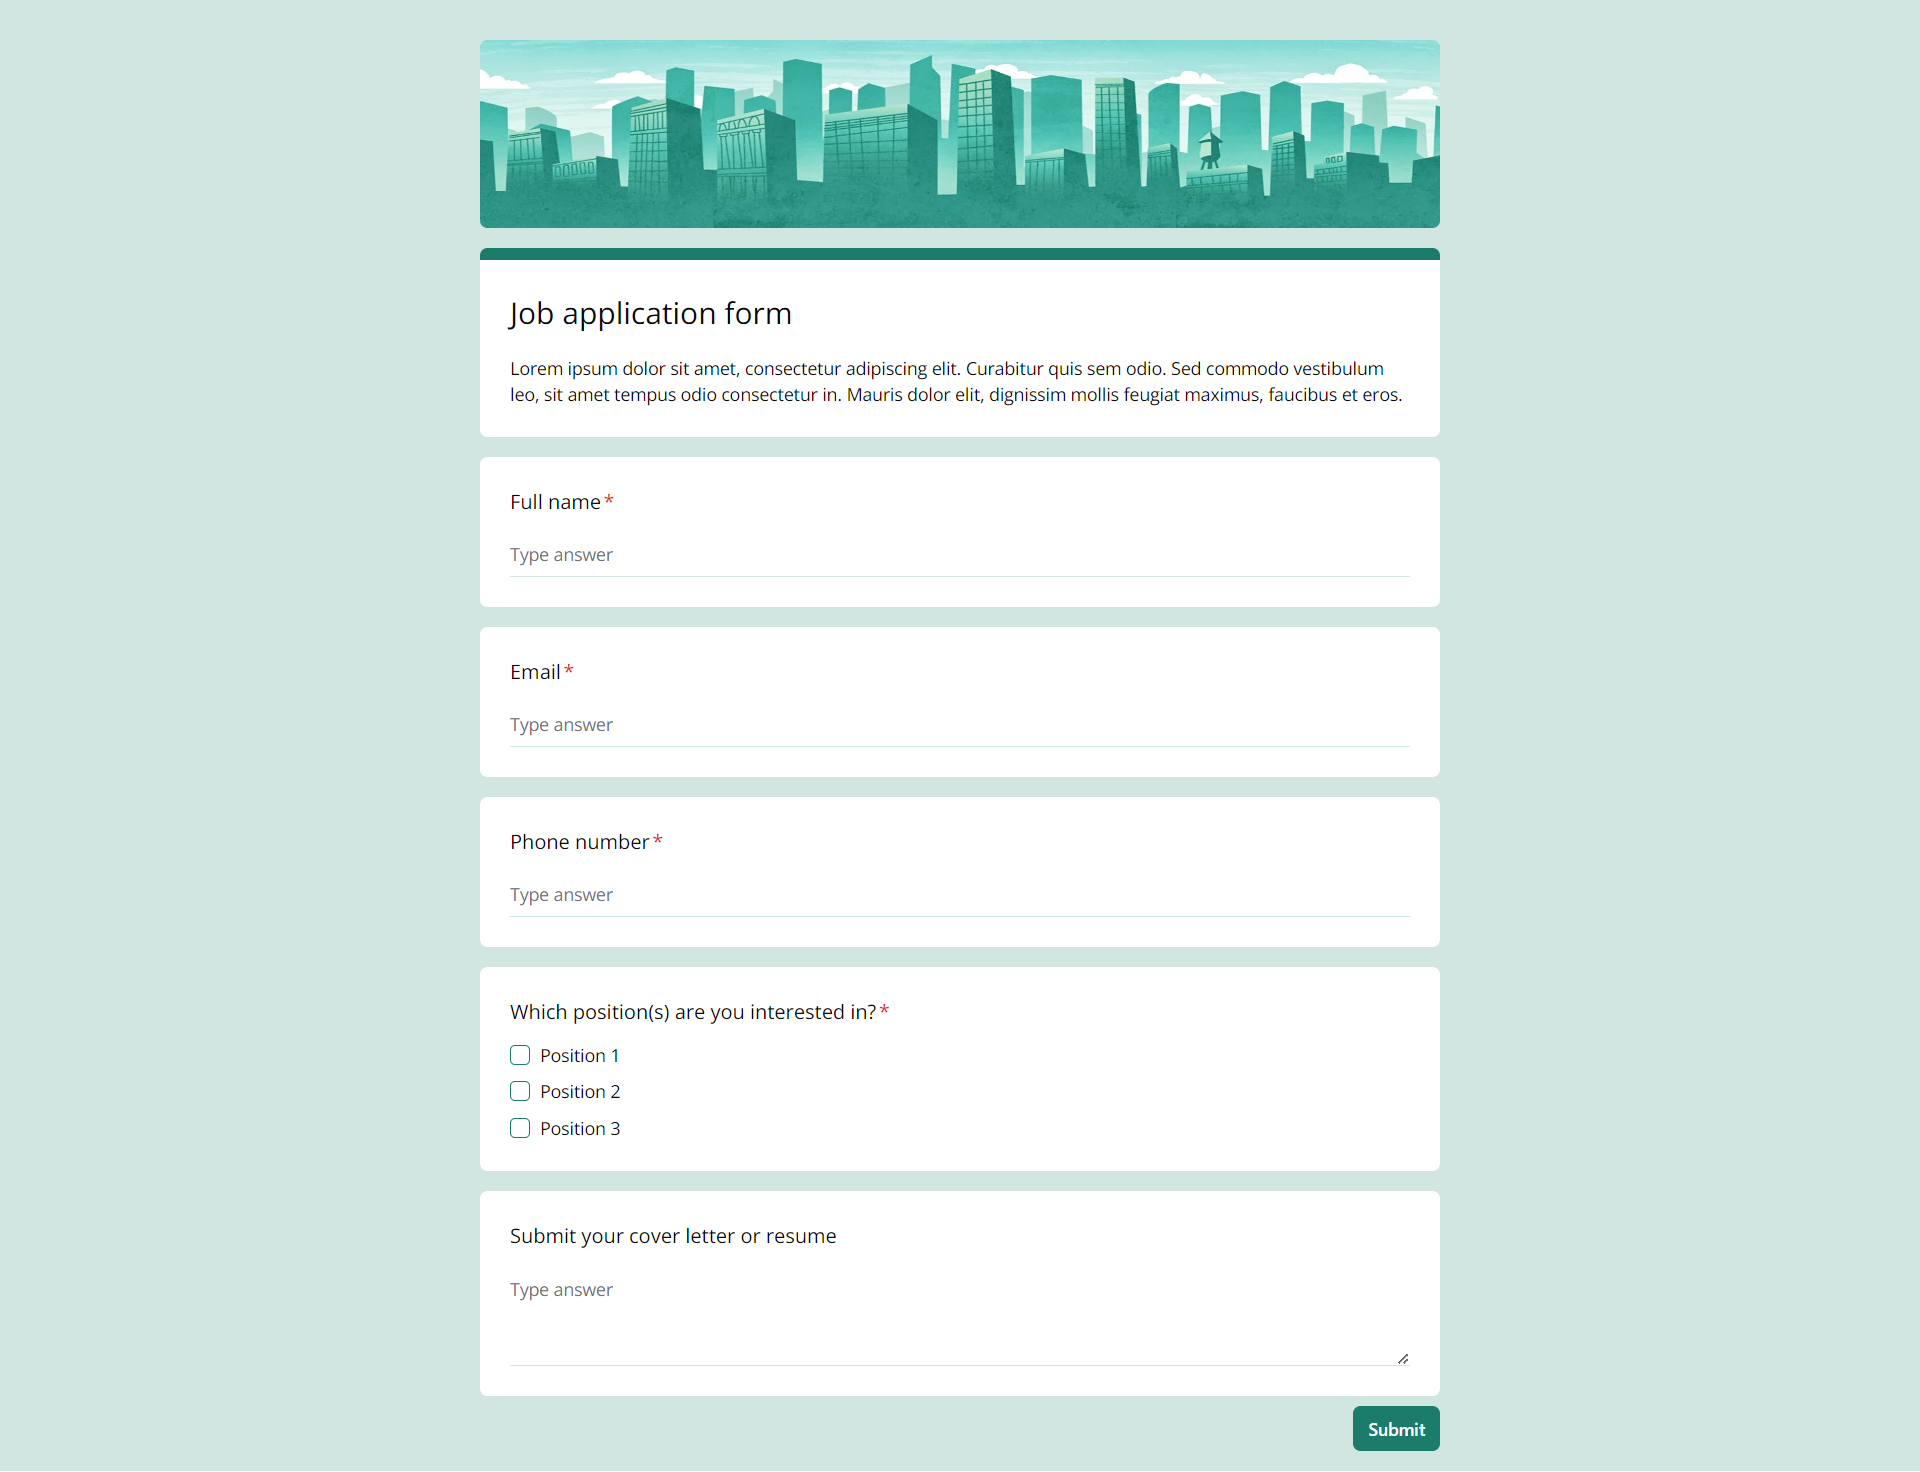 Job application form
Lorem ipsum dolor sit amet, consectetur adipiscing elit. Curabitur quis sem odio. Sed commodo vestibulum
leo, sit amet tempus odio consectetur in. Mauris dolor elit, dignissim mollis feugiat maximus, faucibus et eros.
Full name*
Type answer
Email*
Type answer
Phone number*
Type answer
Which position(s) are you interested in?*
Position 1
Position 2
Position 3
Submit your cover letter or resume
Type answer
Submit